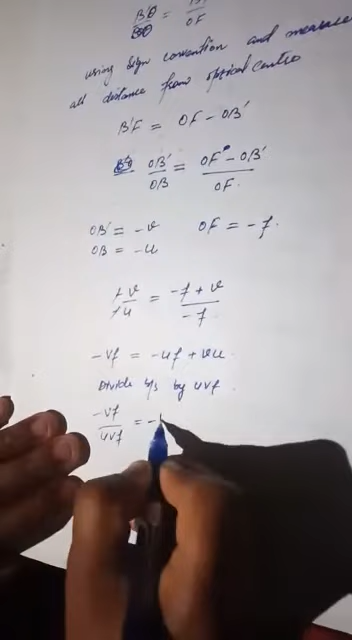 B'O/BO = /OF
using sign convention and measure
all distance from optical centre
B'F = OF - OB'
OB'/OB = OF - OB'/OF
OB' = -v OF = -f.
OB = -u
+v/+u = -f + v/-f
-vf = -uf + vu.
Divide b/s by uvf.
-vf/uvf = -